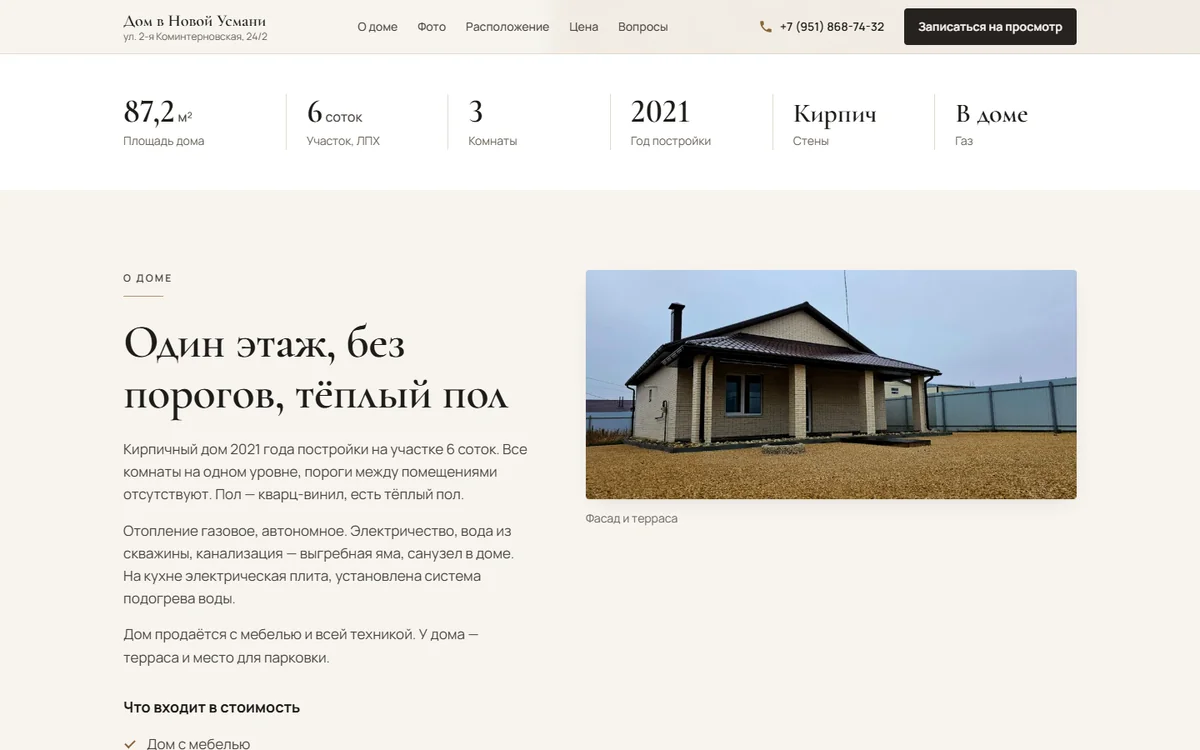 Дом в Новой Усмани
ул. 2-я Коминтерновская, 24/2
О доме Фото Расположение Цена Вопросы
+7 (951) 868-74-32
Записаться на просмотр
87,2 м²
Площадь дома
6 соток
Участок, ЛПХ
3
Комнаты
2021
Год постройки
Кирпич
Стены
В доме
Газ
О ДОМЕ
Один этаж, без
порогов, тёплый пол
Кирпичный дом 2021 года постройки на участке 6 соток. Все
комнаты на одном уровне, пороги между помещениями
отсутствуют. Пол — кварц-винил, есть тёплый пол.
Отопление газовое, автономное. Электричество, вода из
скважины, канализация — выгребная яма, санузел в доме.
На кухне электрическая плита, установлена система
подогрева воды.
Дом продаётся с мебелью и всей техникой. У дома —
терраса и место для парковки.
Что входит в стоимость
Дом с мебелью
Фасад и терраса